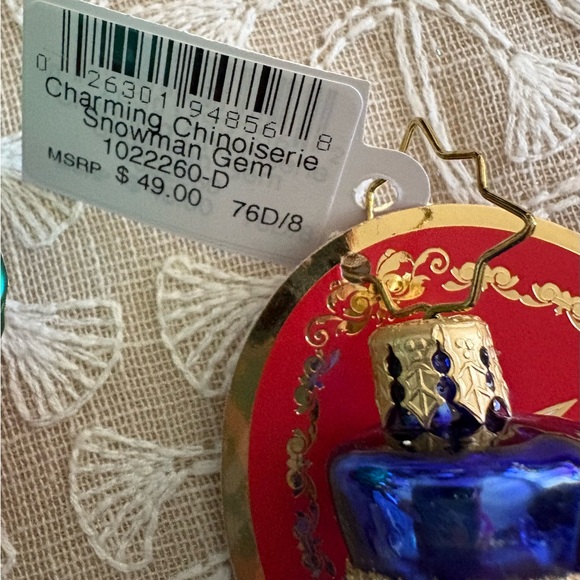 0 26301 94856 8
Charming Chinoiserie
Snowman Gem
1022260-D
MSRP $ 49.00 76D/8